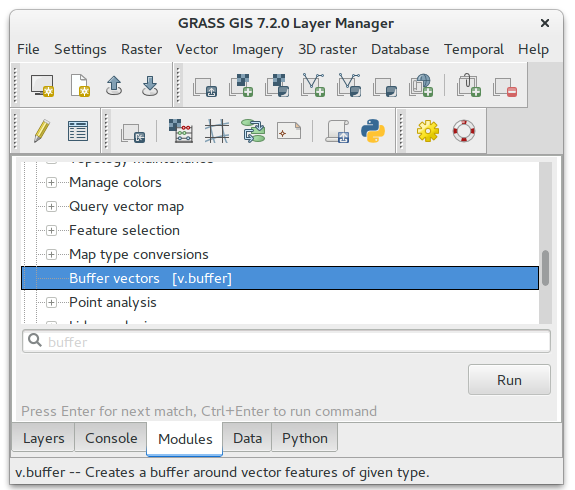 GRASS GIS 7.2.0 Layer Manager
File Settings Raster Vector Imagery 3D raster Database Temporal Help
Topology maintenance
Manage colors
Query vector map
Feature selection
Map type conversions
Buffer vectors [v.buffer]
Point analysis
buffer
Run
Press Enter for next match, Ctrl+Enter to run command
Layers Console Modules Data Python
v.buffer -- Creates a buffer around vector features of given type.